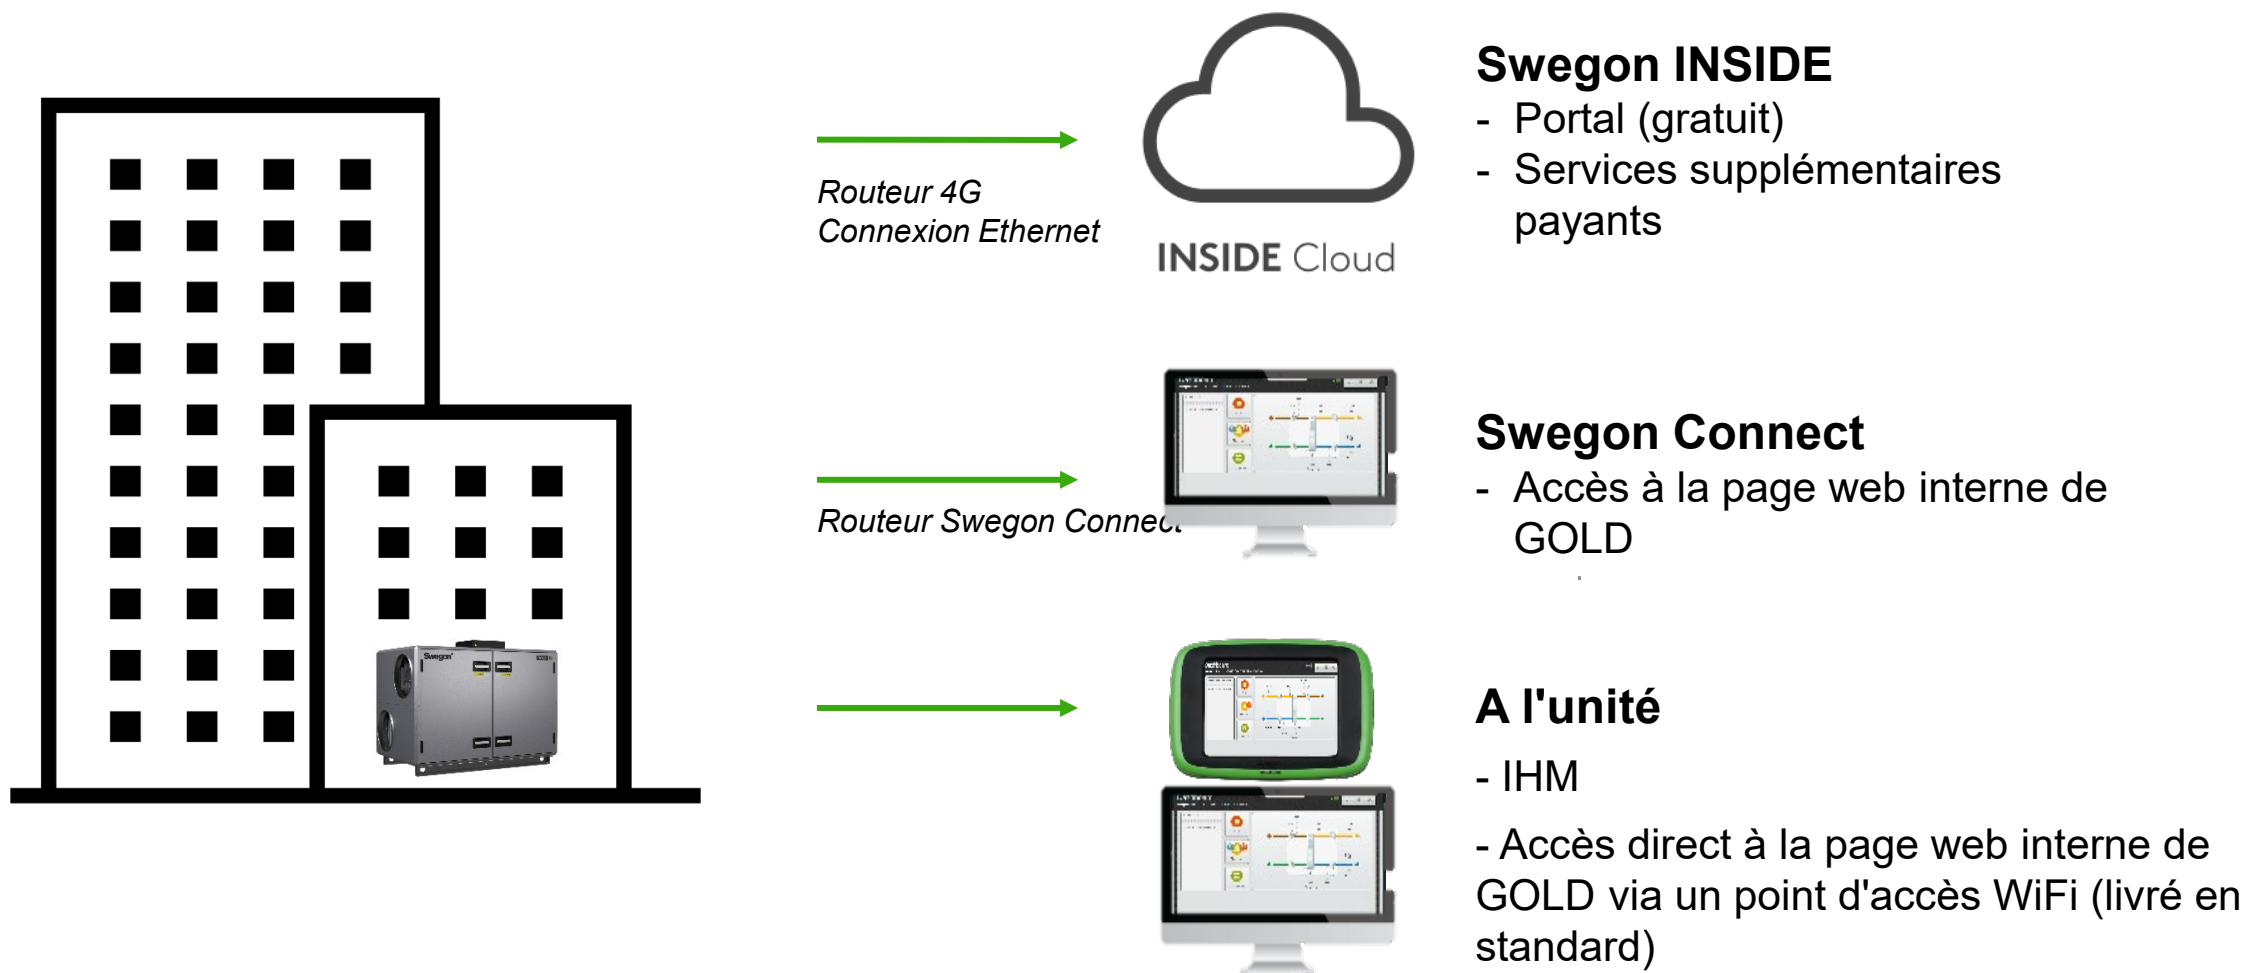 Swegon INSIDE
- Portal (gratuit)
- Services supplémentaires
payants
Routeur 4G
Connexion Ethernet
INSIDE Cloud
Swegon Connect
- Accès à la page web interne de
GOLD
Routeur Swegon Connect
Swegon
A l'unité
- IHM
- Accès direct à la page web interne de
GOLD via un point d'accès WiFi (livré en
standard)